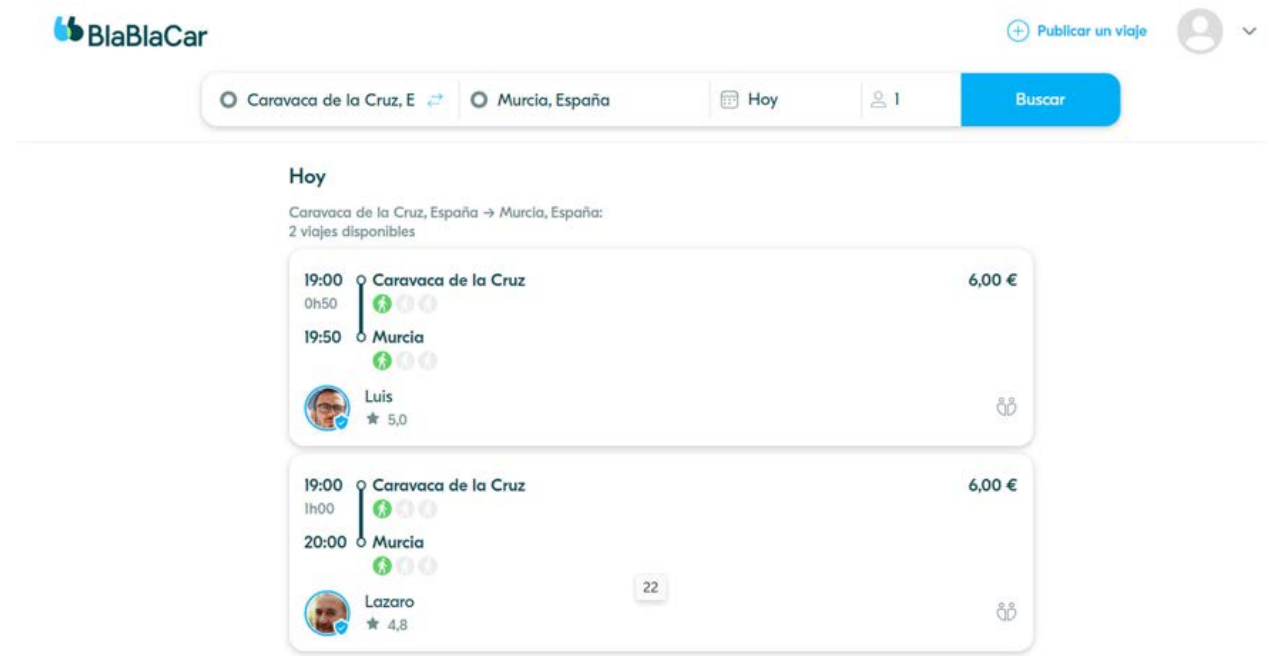 BlaBlaCar
Publicar un viaje
Caravaca de la Cruz, E
Murcia, España
Hoy
1
Buscar
Hoy
Caravaca de la Cruz, España → Murcia, España:
2 viajes disponibles
19:00 Caravaca de la Cruz 6,00 €
0h50
19:50 Murcia
Luis
5,0
19:00 Caravaca de la Cruz 6,00 €
1h00
20:00 Murcia
22
Lazaro
4,8